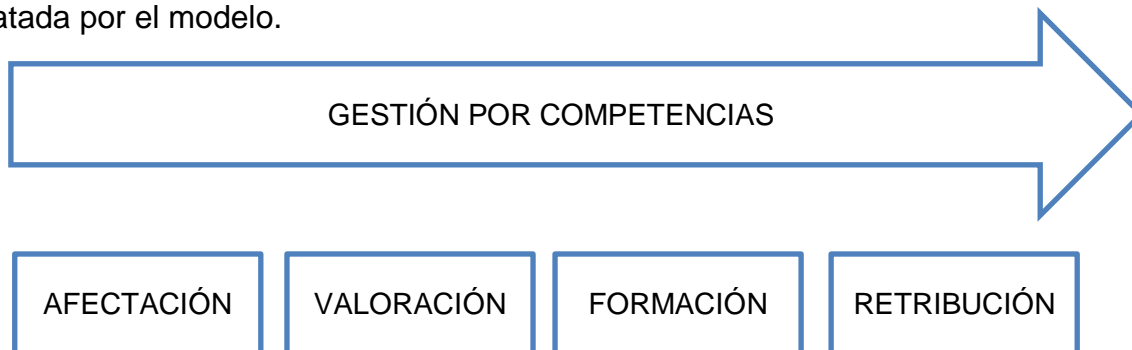 atada por el modelo.
GESTIÓN POR COMPETENCIAS
AFECTACIÓN VALORACIÓN FORMACIÓN RETRIBUCIÓN